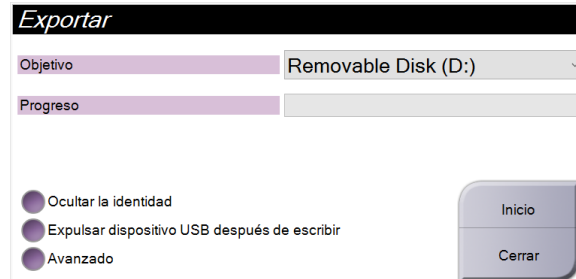 Exportar
Objetivo
Removable Disk (D:)
Progreso
Ocultar la identidad
Expulsar dispositivo USB después de escribir
Avanzado
Inicio
Cerrar